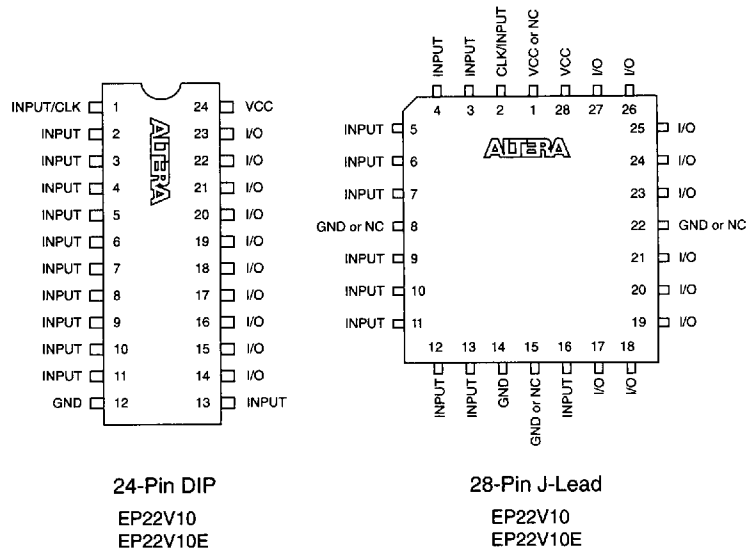 INPUT/CLK 1 24 VCC
INPUT 2 23 I/O
INPUT 3 22 I/O
INPUT 4 21 I/O
INPUT 5 20 I/O
INPUT 6 19 I/O
INPUT 7 18 I/O
INPUT 8 17 I/O
INPUT 9 16 I/O
INPUT 10 15 I/O
INPUT 11 14 I/O
GND 12 13 INPUT
ALTERA
24-Pin DIP
EP22V10
EP22V10E
INPUT INPUT CLK/INPUT VCC or NC VCC I/O I/O
4 3 2 1 28 27 26
INPUT 5 25 I/O
INPUT 6 24 I/O
INPUT 7 23 I/O
GND or NC 8 22 GND or NC
INPUT 9 21 I/O
INPUT 10 20 I/O
INPUT 11 19 I/O
ALTERA
12 13 14 15 16 17 18
INPUT INPUT GND GND or NC INPUT I/O I/O
28-Pin J-Lead
EP22V10
EP22V10E